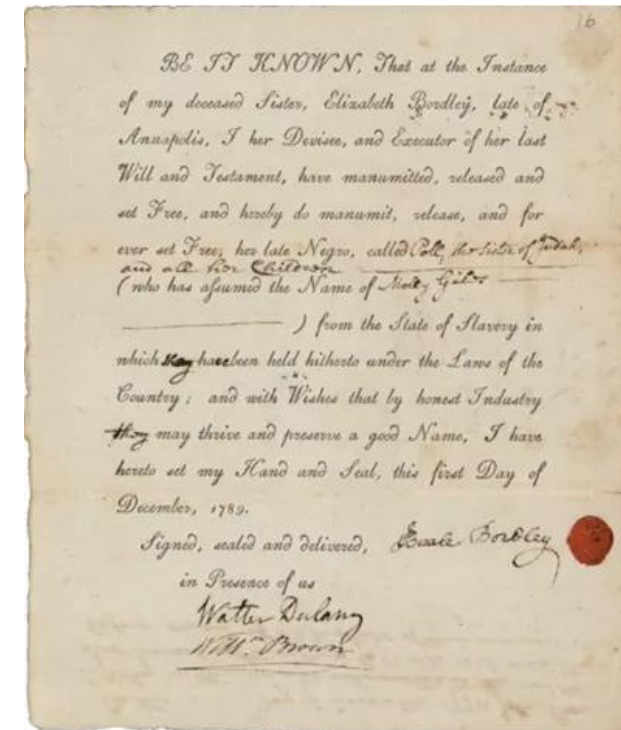 16
BE IT KNOWN, That at the Instance
of my deceased Sister, Elizabeth Bordley, late of
Annapolis, I her Devisee, and Executor of her last
Will and Testament, have manumitted, released and
set Free, and hereby do manumit, release, and for
ever set Free, her late Negro, called Poll, the Sister of Judah,
and all her Children
(who has assumed the Name of Molly Giles
) from the State of Slavery in
which they have been held hitherto under the Laws of the
Country; and with Wishes that by honest Industry
they may thrive and preserve a good Name, I have
hereto set my Hand and Seal, this first Day of
December, 1789.
Signed, sealed and delivered,
Beale Bordley
in Presence of us
Walter Dulany
Willm Brown